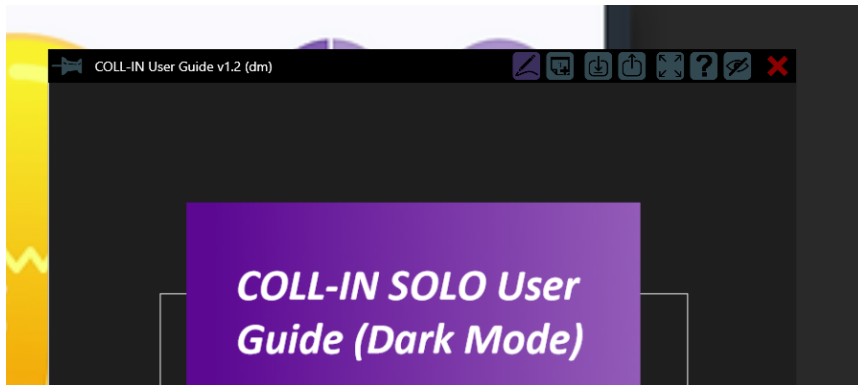 COLL-IN User Guide v1.2 (dm)
COLL-IN SOLO User
Guide (Dark Mode)